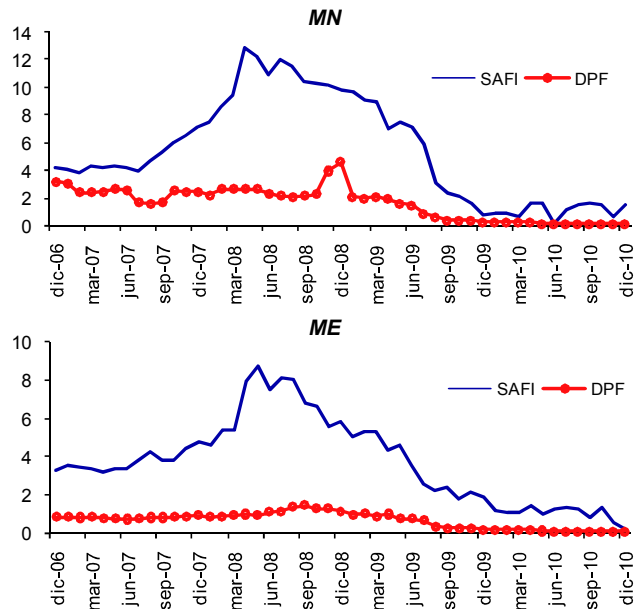 MN
14
12
10
8
6
4
2
0
SAFI DPF
dic-06
mar-07
jun-07
sep-07
dic-07
mar-08
jun-08
sep-08
dic-08
mar-09
jun-09
sep-09
dic-09
mar-10
jun-10
sep-10
dic-10
ME
10
8
6
4
2
0
SAFI DPF
dic-06
mar-07
jun-07
sep-07
dic-07
mar-08
jun-08
sep-08
dic-08
mar-09
jun-09
sep-09
dic-09
mar-10
jun-10
sep-10
dic-10